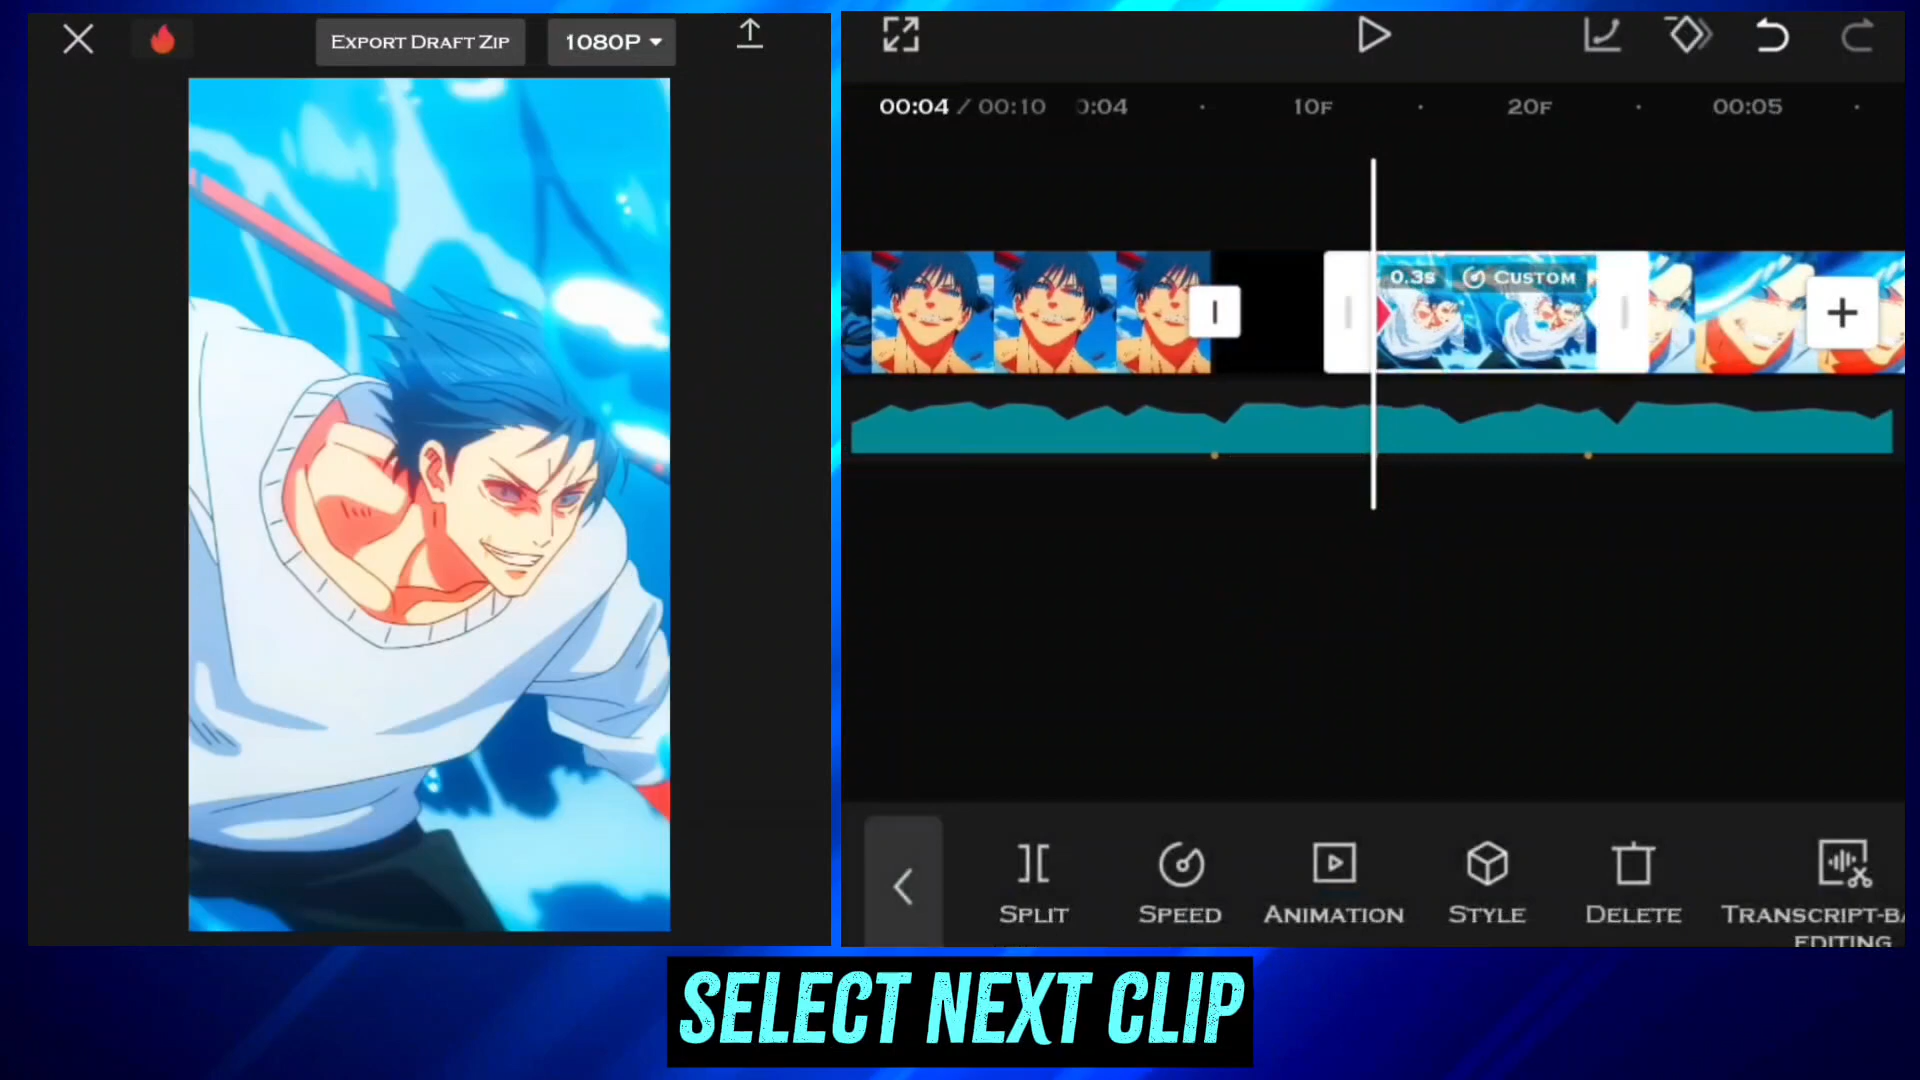 Export Draft Zip
1080P
00:04 / 00:10
0:04
10F
20F
00:05
0.3s
Custom
Split
Speed
Animation
Style
Delete
Transcript-ba
editing
SELECT NEXT CLIP